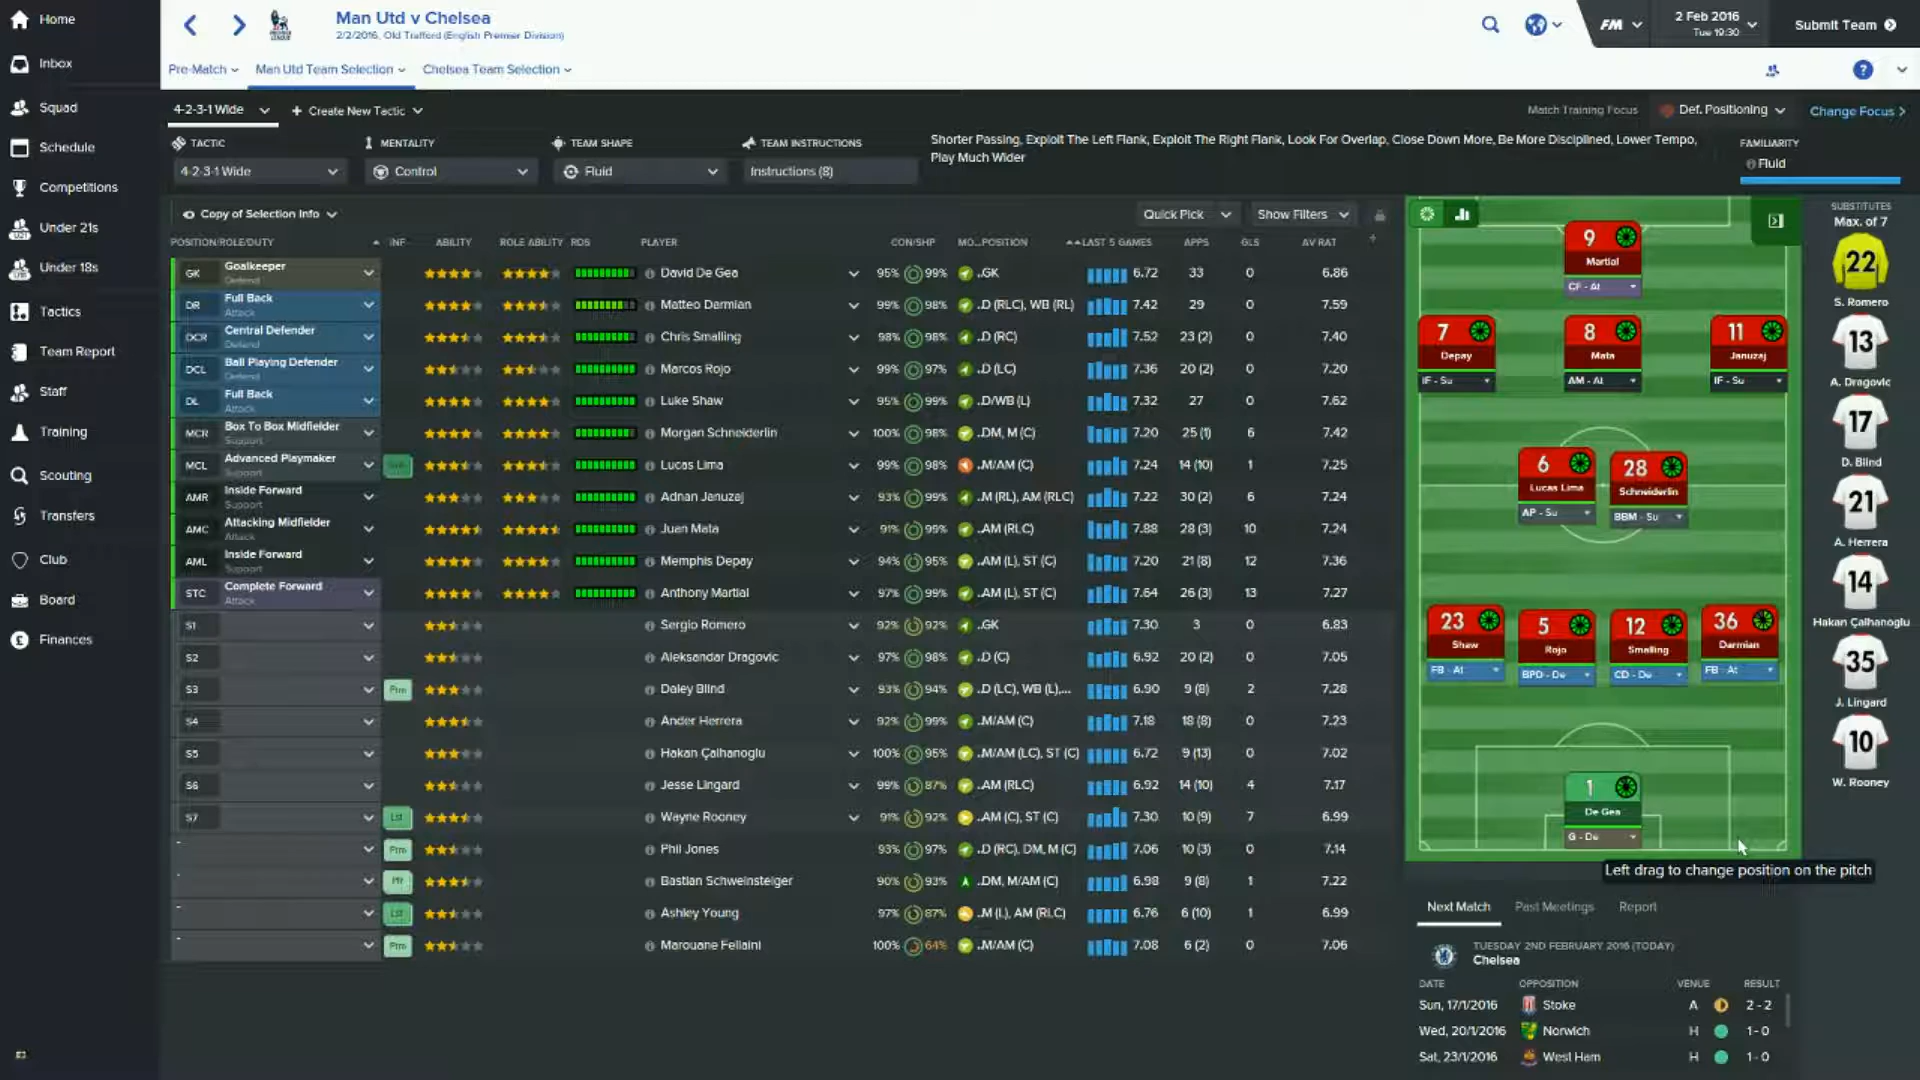 Home
Inbox
Squad
Schedule
Competitions
Under 21s
Under 18s
Tactics
Team Report
Staff
Training
Scouting
Transfers
Club
Board
Finances
Man Utd v Chelsea
2/2/2016, Old Trafford (English Premier Division)
FM
2 Feb 2016
Tue 19:30
Submit Team
Pre-Match
Man Utd Team Selection
Chelsea Team Selection
4-2-3-1 Wide
+ Create New Tactic
Match Training Focus
Def. Positioning
Change Focus >
TACTIC
MENTALITY
TEAM SHAPE
TEAM INSTRUCTIONS
4-2-3-1 Wide
Control
Fluid
Instructions (8)
Shorter Passing, Exploit The Left Flank, Exploit The Right Flank, Look For Overlap, Close Down More, Be More Disciplined, Lower Tempo,
Play Much Wider
FAMILIARITY
Fluid
Copy of Selection Info
Quick Pick
Show Filters
POSITION/ROLE/DUTY INF ABILITY ROLE ABILITY RDS PLAYER CON/SHP MO... POSITION LAST 5 GAMES APPS GLS AV RAT
GK Goalkeeper Defend David De Gea 95% 99% ..GK 6.72 33 0 6.86
DR Full Back Attack Matteo Darmian 99% 98% ..D (RLC), WB (RL) 7.42 29 0 7.59
DCR Central Defender Defend Chris Smalling 98% 98% ..D (RC) 7.52 23 (2) 0 7.40
DCL Ball Playing Defender Defend Marcos Rojo 99% 97% ..D (LC) 7.36 20 (2) 0 7.20
DL Full Back Attack Luke Shaw 95% 99% ..D/WB (L) 7.32 27 0 7.62
MCR Box To Box Midfielder Support Morgan Schneiderlin 100% 98% ..DM, M (C) 7.20 25 (1) 6 7.42
MCL Advanced Playmaker Support Lucas Lima 99% 98% ..M/AM (C) 7.24 14 (10) 1 7.25
AMR Inside Forward Support Adnan Januzaj 93% 99% ..M (RL), AM (RLC) 7.22 30 (2) 6 7.24
AMC Attacking Midfielder Attack Juan Mata 91% 99% ..AM (RLC) 7.88 28 (3) 10 7.24
AML Inside Forward Support Memphis Depay 94% 95% ..AM (L), ST (C) 7.20 21 (8) 12 7.36
STC Complete Forward Attack Anthony Martial 97% 99% ..AM (L), ST (C) 7.64 26 (3) 13 7.27
S1 Sergio Romero 92% 92% ..GK 7.30 3 0 6.83
S2 Aleksandar Dragovic 97% 98% ..D (C) 6.92 20 (2) 0 7.05
S3 Prm Daley Blind 93% 94% ..D (LC), WB (L),... 6.90 9 (8) 2 7.28
S4 Ander Herrera 92% 99% ..M/AM (C) 7.18 18 (8) 0 7.23
S5 Hakan Çalhanoglu 100% 95% ..M/AM (LC), ST (C) 6.72 9 (13) 0 7.02
S6 Jesse Lingard 99% 87% ..AM (RLC) 6.92 14 (10) 4 7.17
S7 Lst Wayne Rooney 91% 92% ..AM (C), ST (C) 7.30 10 (9) 7 6.99
- Prm Phil Jones 93% 97% ..D (RC), DM, M (C) 7.06 10 (3) 0 7.14
- PR Bastian Schweinsteiger 90% 93% ..DM, M/AM (C) 6.98 9 (8) 1 7.22
- Lst Ashley Young 97% 87% ..M (L), AM (RLC) 6.76 6 (10) 1 6.99
- Prm Marouane Fellaini 100% 64% ..M/AM (C) 7.08 6 (2) 0 7.06
9
Martial
CF - At
7 8 11
Depay Mata Januzaj
IF - Su AM - At IF - Su
6 28
Lucas Lima Schneiderlin
AP - Su BBM - Su
23 5 12 36
Shaw Rojo Smalling Darmian
FB - At BPD - De CD - De FB - At
1
De Gea
G - De
Left drag to change position on the pitch
SUBSTITUTES
Max. of 7
22
S. Romero
13
A. Dragovic
17
D. Blind
21
A. Herrera
14
Hakan Çalhanoglu
35
J. Lingard
10
W. Rooney
Next Match
Past Meetings
Report
TUESDAY 2ND FEBRUARY 2016 (TODAY)
Chelsea
DATE OPPOSITION VENUE RESULT
Sun, 17/1/2016 Stoke A 2 - 2
Wed, 20/1/2016 Norwich H 1 - 0
Sat, 23/1/2016 West Ham H 1 - 0